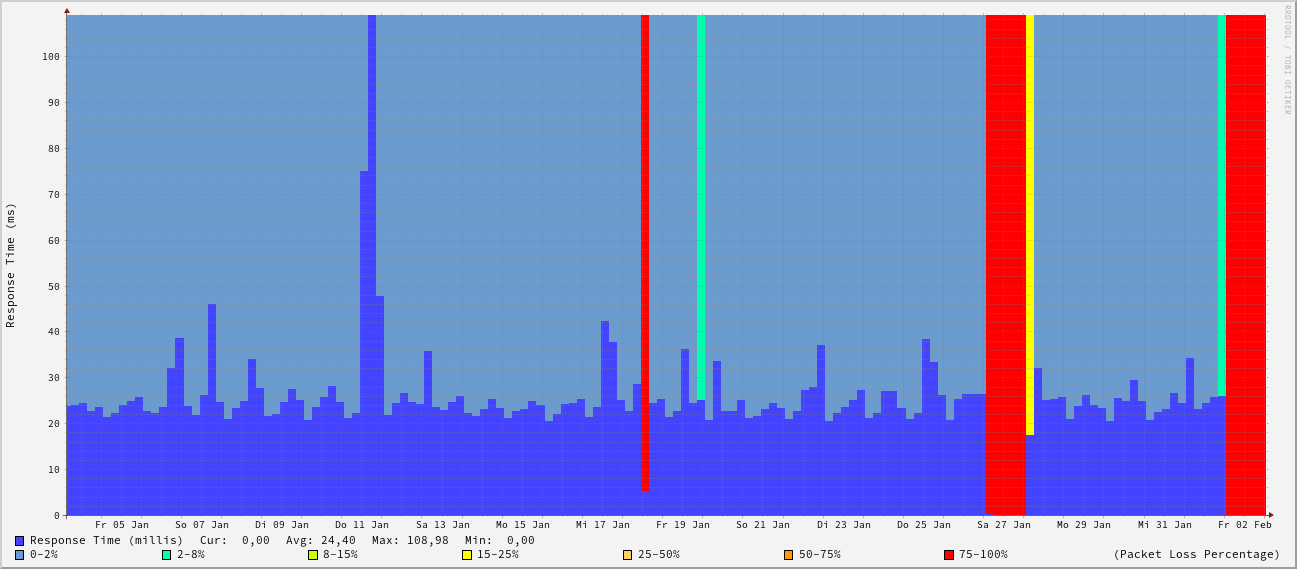 RRDTOOL / TOBI OETIKER
Response Time (ms)
100
90
80
70
60
50
40
30
20
10
0
Fr 05 Jan So 07 Jan Di 09 Jan Do 11 Jan Sa 13 Jan Mo 15 Jan Mi 17 Jan Fr 19 Jan So 21 Jan Di 23 Jan Do 25 Jan Sa 27 Jan Mo 29 Jan Mi 31 Jan Fr 02 Feb
Response Time (millis) Cur: 0,00 Avg: 24,40 Max: 108,98 Min: 0,00
0-2% 2-8% 8-15% 15-25% 25-50% 50-75% 75-100% (Packet Loss Percentage)